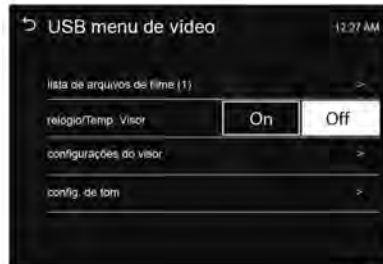 USB menu de vídeo
12:27 AM
lista de arquivos de filme (1) >
relógio/Temp. Visor On Off
configurações do visor >
config. de tom >